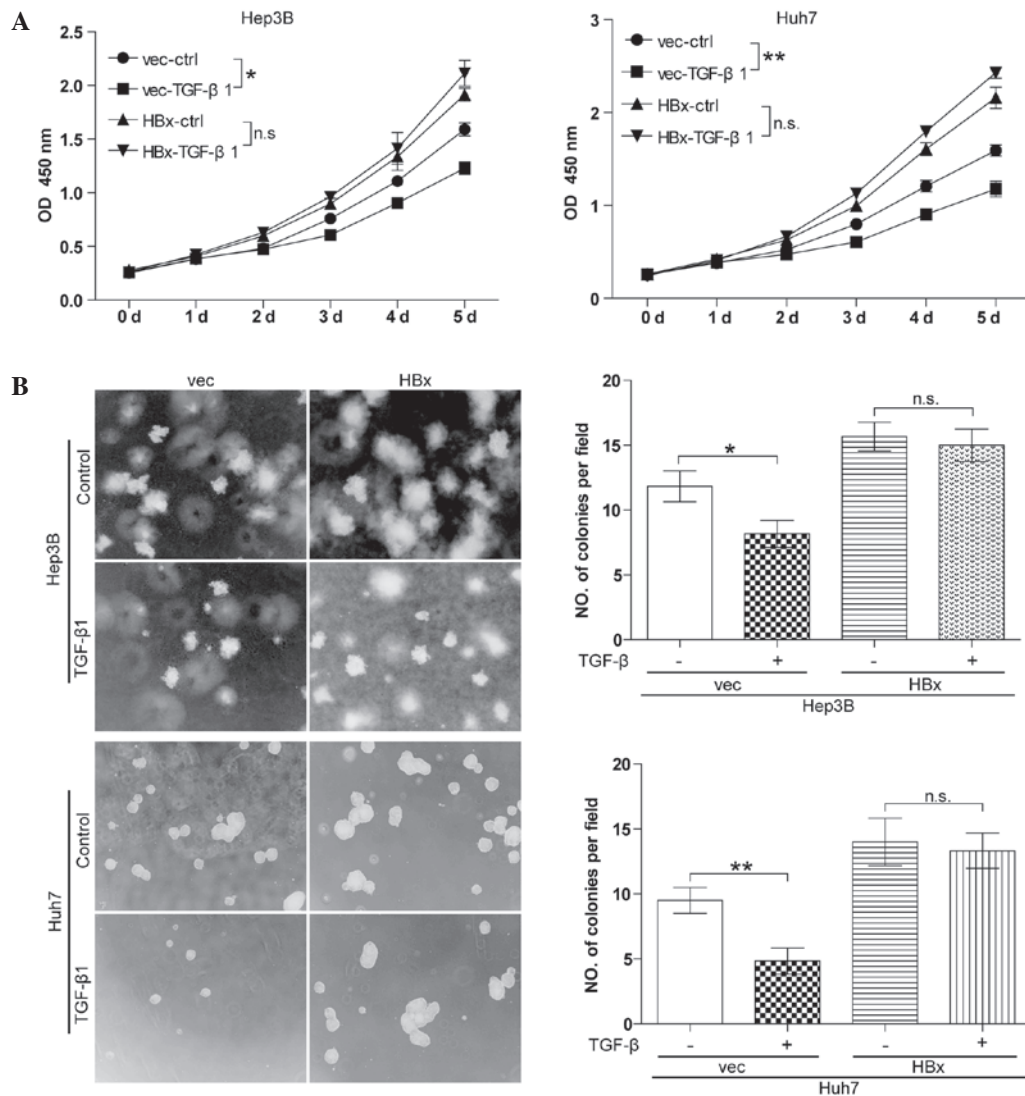 A
Hep3B
2.5
2.0
1.5
1.0
0.5
0.0
OD 450 nm
vec-ctrl
vec-TGF-β 1
HBx-ctrl
HBx-TGF-β 1
*
n.s
0 d 1 d 2 d 3 d 4 d 5 d
Huh7
3
2
1
0
OD 450 nm
vec-ctrl
vec-TGF-β 1
HBx-ctrl
HBx-TGF-β 1
**
n.s.
0 d 1 d 2 d 3 d 4 d 5 d
B
vec HBx
Hep3B
Control
TGF-β1
Huh7
Control
TGF-β1
NO. of colonies per field
20
15
10
5
0
*
n.s.
TGF-β - + - +
vec HBx
Hep3B
NO. of colonies per field
20
15
10
5
0
**
n.s.
TGF-β - + - +
vec HBx
Huh7